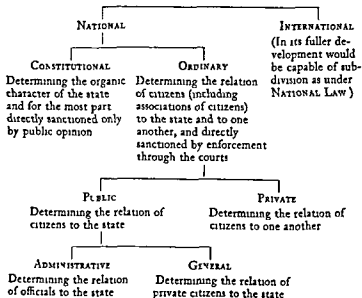 NATIONAL INTERNATIONAL
(In its fuller de-
velopment would
be capable of sub-
division as under
NATIONAL LAW)
CONSTITUTIONAL
Determining the organic
character of the state
and for the most part
directly sanctioned only
by public opinion
ORDINARY
Determining the relation
of citizens (including
associations of citizens)
to the state and to one
another, and directly
sanctioned by enforcement
through the courts
PUBLIC
Determining the relation of
citizens to the state
PRIVATE
Determining the relation of
citizens to one another
ADMINISTRATIVE
Determining the relation
of officials to the state
GENERAL
Determining the relation of
private citizens to the state